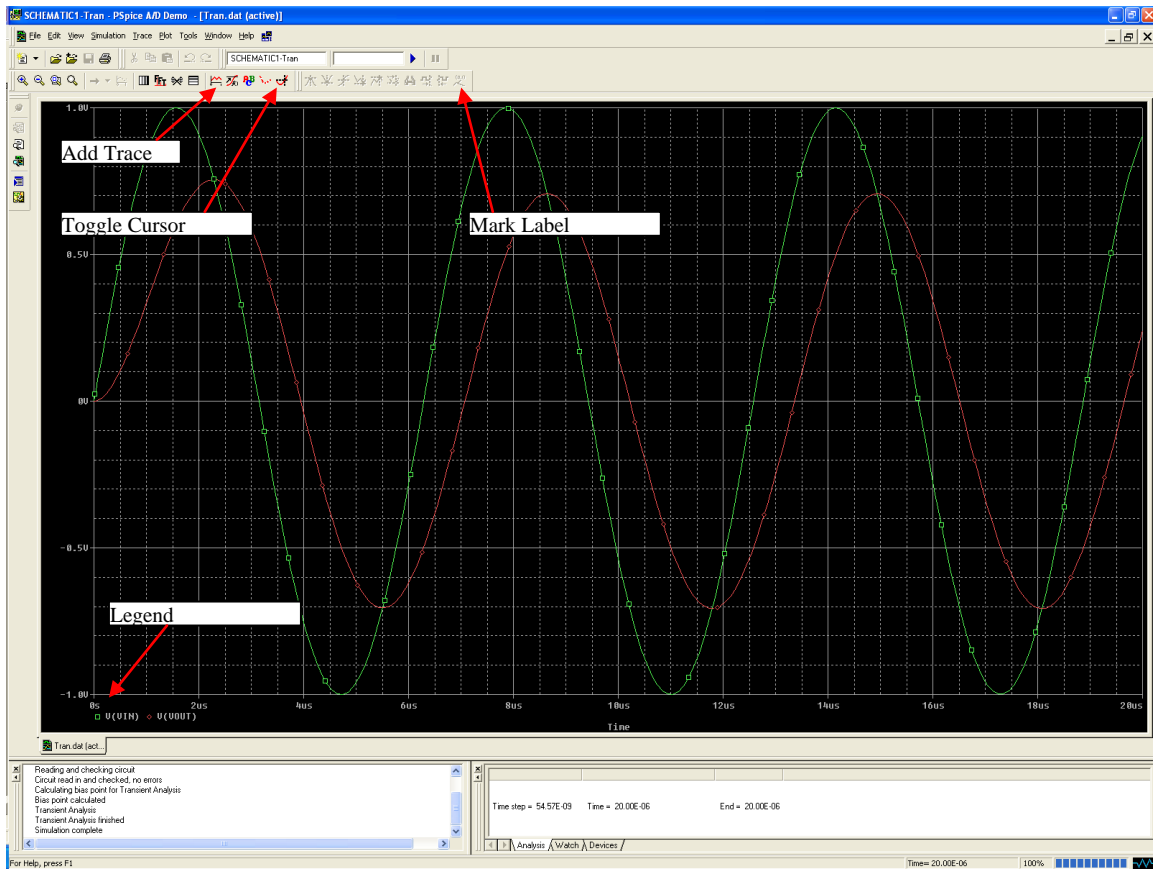 SCHEMATIC1-Tran - PSpice A/D Demo - [Tran.dat (active)]
File Edit View Simulation Trace Plot Tools Window Help
SCHEMATIC1-Tran
1.0V
Add Trace
Toggle Cursor
Mark Label
0.5V
0V
-0.5V
Legend
-1.0V
0s 2us 4us 6us 8us 10us 12us 14us 16us 18us 20us
V(VIN) V(VOUT)
Time
Tran.dat (act...
Reading and checking circuit
Circuit read in and checked, no errors
Calculating bias point for Transient Analysis
Bias point calculated
Transient Analysis
Transient Analysis finished
Simulation complete
Time step = 54.57E-09 Time = 20.00E-06 End = 20.00E-06
Analysis Watch Devices
For Help, press F1 Time= 20.00E-06 100%